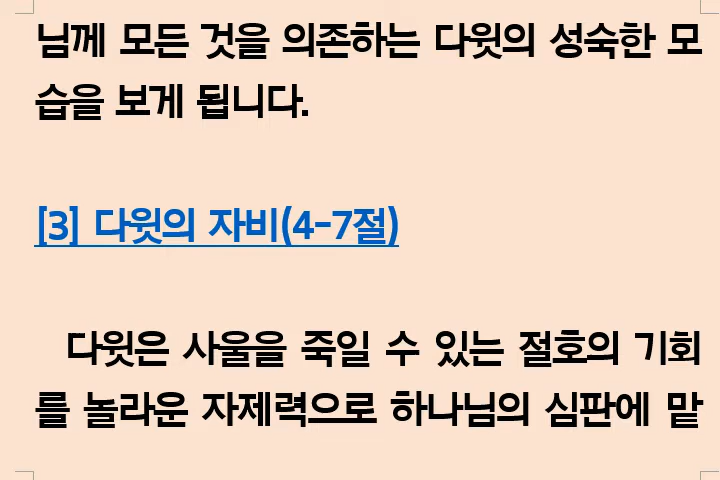 님께 모든 것을 의존하는 다윗의 성숙한 모
습을 보게 됩니다.
[3] 다윗의 자비(4-7절)
다윗은 사울을 죽일 수 있는 절호의 기회
를 놀라운 자제력으로 하나님의 심판에 맡